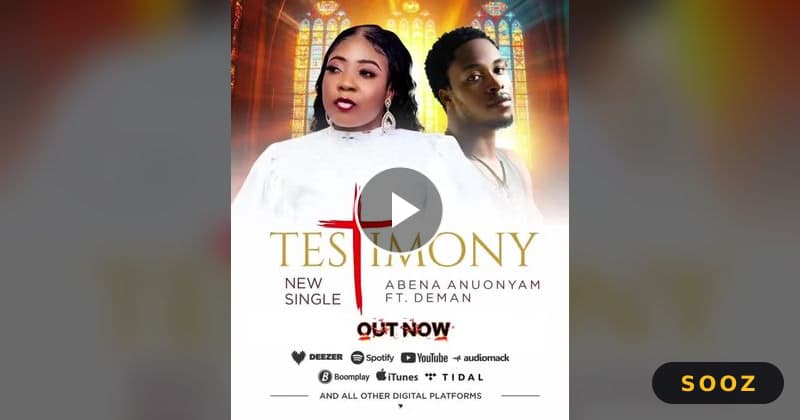 TESTIMONY
NEW
SINGLE
ABENA ANUONYAM
FT. DEMAN
OUT NOW
DEEZER Spotify YouTube audiomack
Boomplay iTunes TIDAL
AND ALL OTHER DIGITAL PLATFORMS
SOOZ